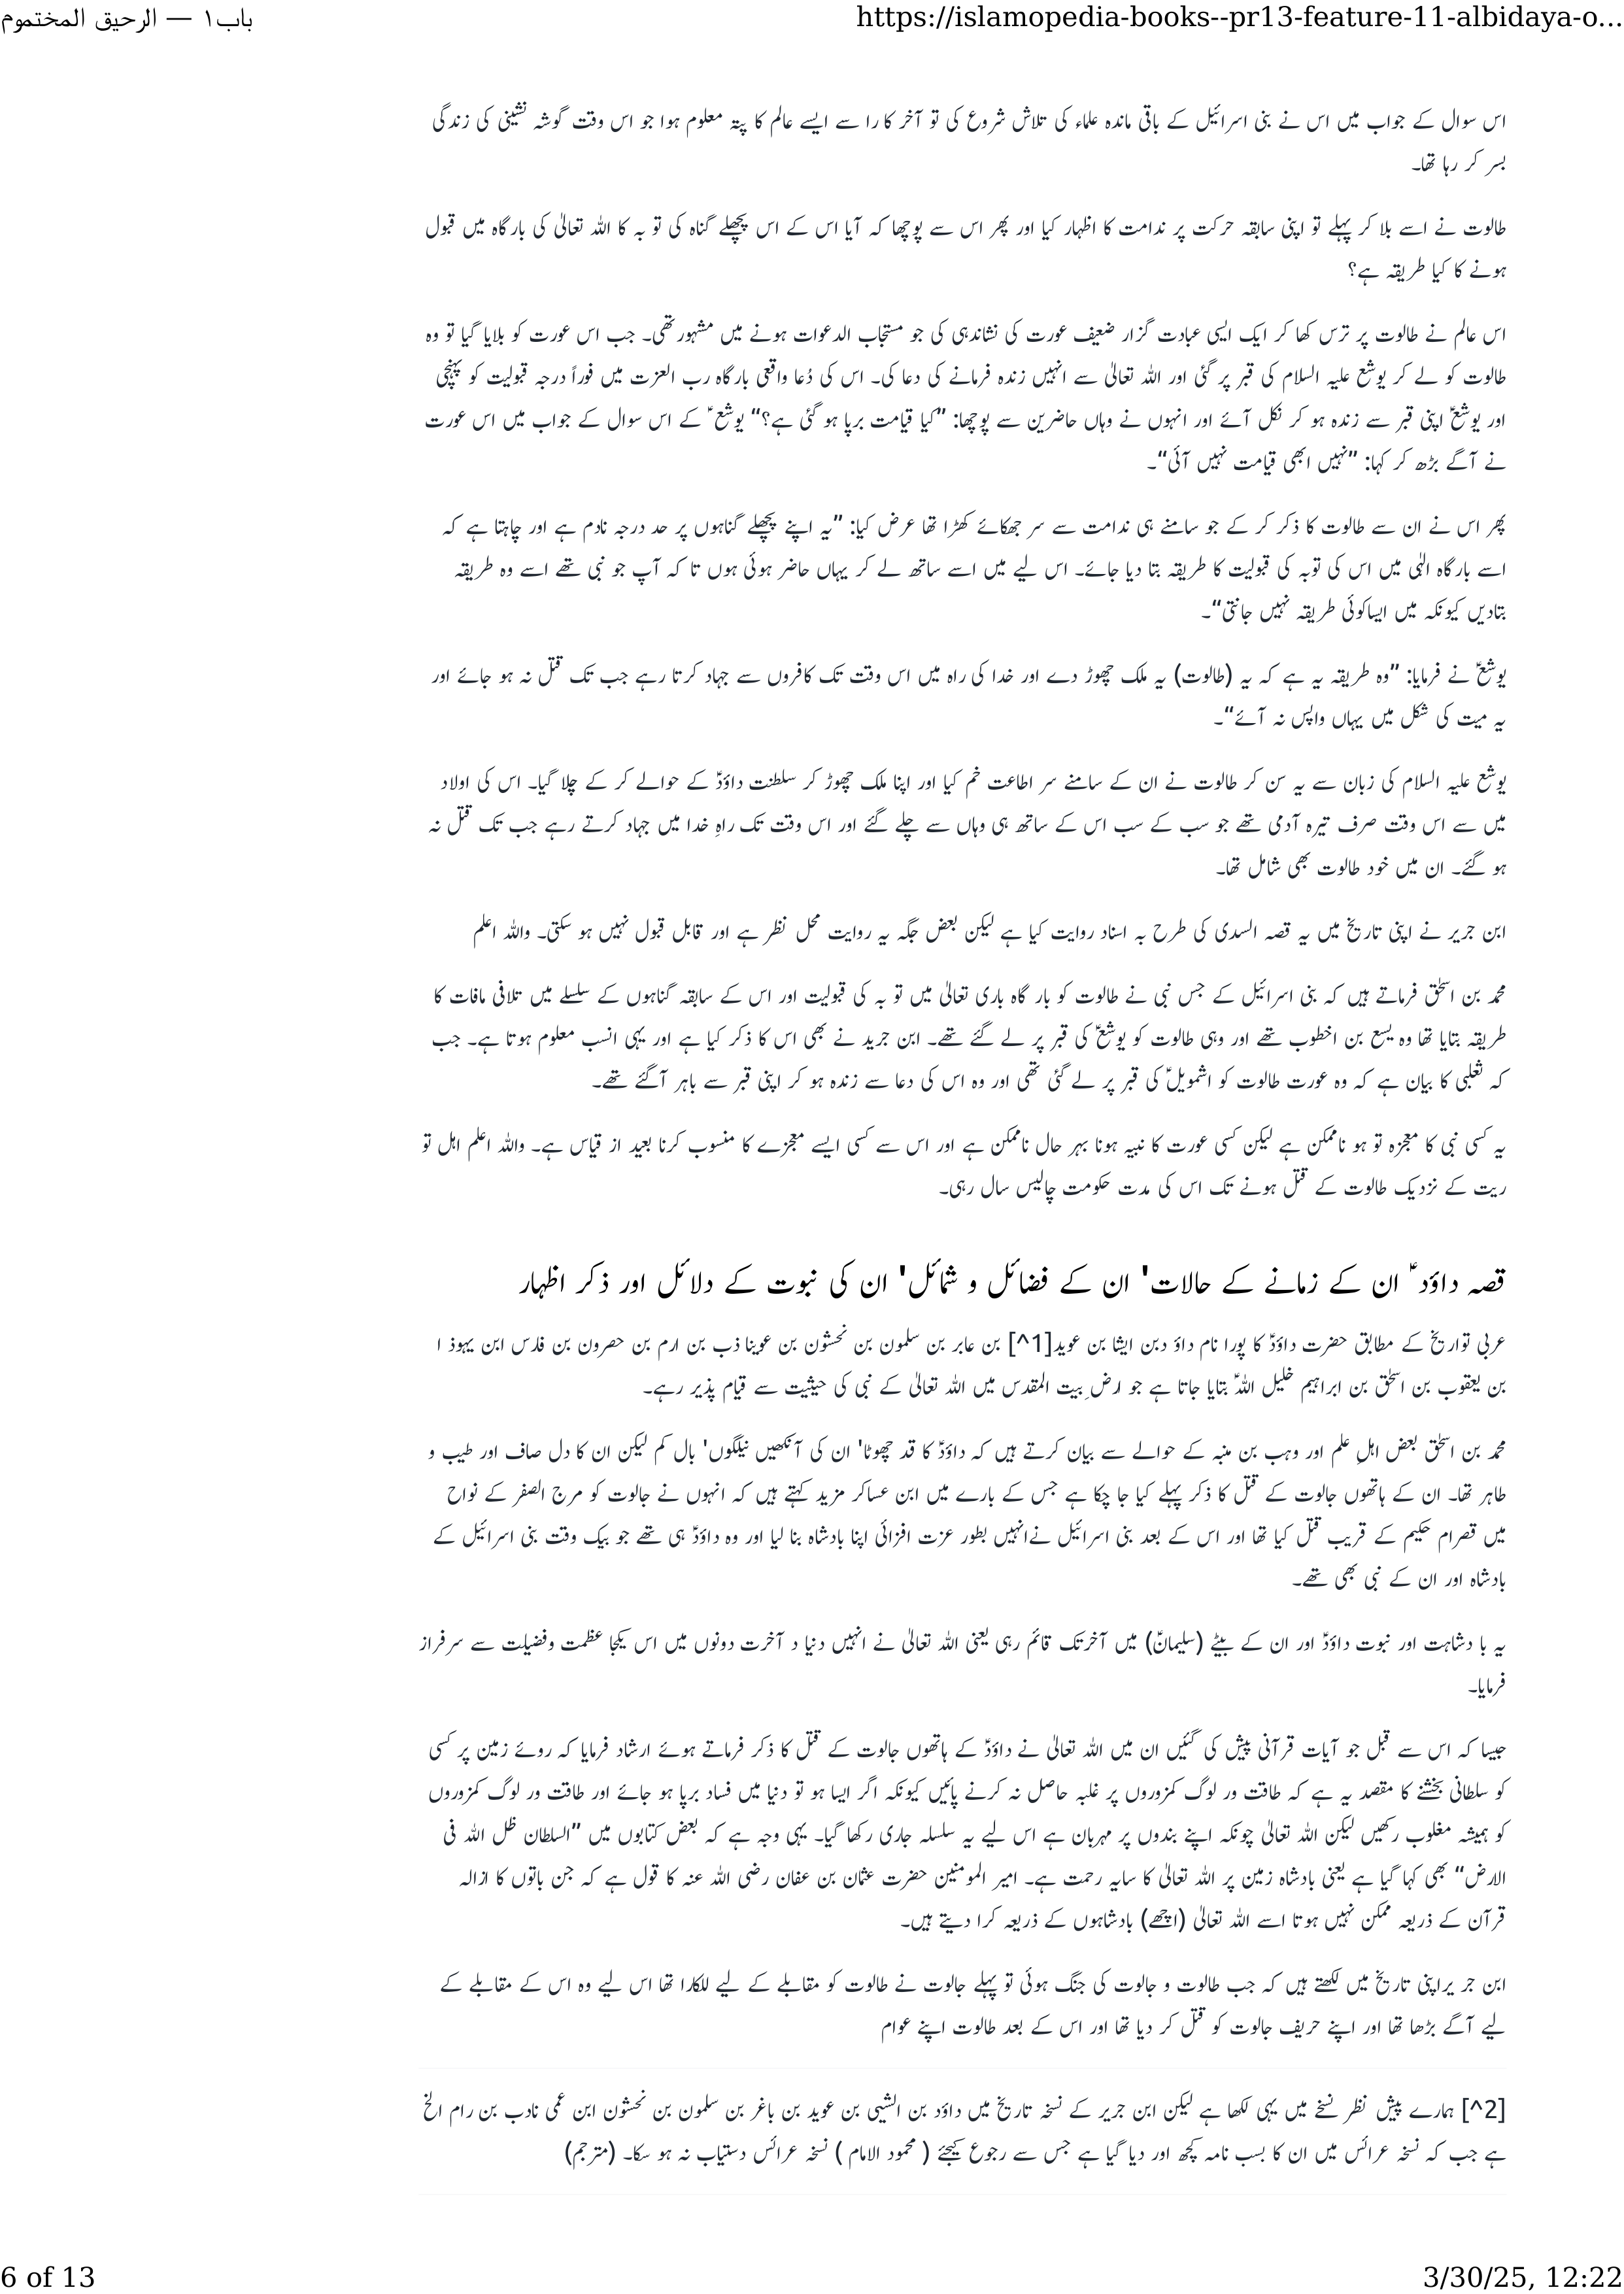 باب۱ — الرحیق المختموم
https://islamopedia-books--pr13-feature-11-albidaya-o...
اس سوال کے جواب میں اس نے بنی اسرائیل کے باقی ماندہ علماء کی تلاش شروع کی تو آخر کا را سے ایسے عالم کا پتہ معلوم ہوا جو اس وقت گوشہ نشینی کی زندگی
بسر کر رہا تھا۔
طالوت نے اسے بلا کر پہلے تو اپنی سابقہ حرکت پر ندامت کا اظہار کیا اور پھر اس سے پوچھا کہ آیا اس کے اس پچھلے گناہ کی تو بہ کا اللہ تعالیٰ کی بارگاہ میں قبول
ہونے کا کیا طریقہ ہے؟
اس عالم نے طالوت پر ترس کھا کر ایک ایسی عبادت گزار ضعیف عورت کی نشاندہی کی جو مستجاب الدعوات ہونے میں مشہورتھی۔ جب اس عورت کو بلایا گیا تو وہ
طالوت کو لے کر یوشع علیہ السلام کی قبر پر گئی اور اللہ تعالیٰ سے انہیں زندہ فرمانے کی دعا کی۔ اس کی دُعا واقعی بارگاہ رب العزت میں فوراً درجہ قبولیت کو پہنچی
اور یوشعؑ اپنی قبر سے زندہ ہو کر نکل آئے اور انہوں نے وہاں حاضرین سے پوچھا: ”کیا قیامت برپا ہو گئی ہے؟“ یوشع ؑ کے اس سوال کے جواب میں اس عورت
نے آگے بڑھ کر کہا: ”نہیں ابھی قیامت نہیں آئی“۔
پھر اس نے ان سے طالوت کا ذکر کر کے جو سامنے ہی ندامت سے سر جھکائے کھڑا تھا عرض کیا: ”یہ اپنے پچھلے گناہوں پر حد درجہ نادم ہے اور چاہتا ہے کہ
اسے بارگاہ الٰہی میں اس کی توبہ کی قبولیت کا طریقہ بتا دیا جائے۔ اس لیے میں اسے ساتھ لے کر یہاں حاضر ہوئی ہوں تا کہ آپ جو نبی تھے اسے وہ طریقہ
بتادیں کیونکہ میں ایساکوئی طریقہ نہیں جانتی“۔
یوشعؑ نے فرمایا: ”وہ طریقہ یہ ہے کہ یہ (طالوت) یہ ملک چھوڑ دے اور خدا کی راہ میں اس وقت تک کافروں سے جہاد کرتا رہے جب تک قتل نہ ہو جائے اور
یہ میت کی شکل میں یہاں واپس نہ آئے“۔
یوشع علیہ السلام کی زبان سے یہ سن کر طالوت نے ان کے سامنے سر اطاعت خم کیا اور اپنا ملک چھوڑ کر سلطنت داؤدؑ کے حوالے کر کے چلا گیا۔ اس کی اولاد
میں سے اس وقت صرف تیرہ آدمی تھے جو سب کے سب اس کے ساتھ ہی وہاں سے چلے گئے اور اس وقت تک راہِ خدا میں جہاد کرتے رہے جب تک قتل نہ
ہو گئے۔ ان میں خود طالوت بھی شامل تھا۔
ابن جریر نے اپنی تاریخ میں یہ قصہ السدی کی طرح بہ اسناد روایت کیا ہے لیکن بعض جگہ یہ روایت محل نظر ہے اور قابل قبول نہیں ہو سکتی۔ واللہ اعلم
محمد بن اسحٰق فرماتے ہیں کہ بنی اسرائیل کے جس نبی نے طالوت کو بار گاہ باری تعالیٰ میں تو بہ کی قبولیت اور اس کے سابقہ گناہوں کے سلسلے میں تلافی مافات کا
طریقہ بتایا تھا وہ یسع بن اخطوب تھے اور وہی طالوت کو یوشعؑ کی قبر پر لے گئے تھے۔ ابن جرید نے بھی اس کا ذکر کیا ہے اور یہی انسب معلوم ہوتا ہے۔ جب
کہ ثعلبی کا بیان ہے کہ وہ عورت طالوت کو اشمویلؑ کی قبر پر لے گئی تھی اور وہ اس کی دعا سے زندہ ہو کر اپنی قبر سے باہر آگئے تھے۔
یہ کسی نبی کا معجزہ تو ہو ناممکن ہے لیکن کسی عورت کا نبیہ ہونا بہر حال ناممکن ہے اور اس سے کسی ایسے معجزے کا منسوب کرنا بعید از قیاس ہے۔ واللہ اعلم اہل تو
ریت کے نزدیک طالوت کے قتل ہونے تک اس کی مدت حکومت چالیس سال رہی۔
قصہ داؤد ؑ ان کے زمانے کے حالات' ان کے فضائل و شمائل' ان کی نبوت کے دلائل اور ذکر اظہار
عربی تواریخ کے مطابق حضرت داؤدؑ کا پورا نام داؤ دبن ایشا بن عوید[^1] بن عابر بن سلمون بن نحشون بن عوینا ذب بن ارم بن حصرون بن فارس ابن یہوذ ا
بن یعقوب بن اسحٰق بن ابراہیم خلیل اللہؑ بتایا جاتا ہے جو ارضِ بیت المقدس میں اللہ تعالیٰ کے نبی کی حیثیت سے قیام پذیر رہے۔
محمد بن اسحٰق بعض اہلِ علم اور وہب بن منبہ کے حوالے سے بیان کرتے ہیں کہ داؤدؑ کا قد چھوٹا' ان کی آنکھیں نیلگوں' بال کم لیکن ان کا دل صاف اور طیب و
طاہر تھا۔ ان کے ہاتھوں جالوت کے قتل کا ذکر پہلے کیا جا چکا ہے جس کے بارے میں ابن عساکر مزید کہتے ہیں کہ انہوں نے جالوت کو مرج الصفر کے نواح
میں قصرام حکیم کے قریب قتل کیا تھا اور اس کے بعد بنی اسرائیل نےانہیں بطور عزت افزائی اپنا بادشاہ بنا لیا اور وہ داؤدؑ ہی تھے جو بیک وقت بنی اسرائیل کے
بادشاہ اور ان کے نبی بھی تھے۔
یہ با دشاہت اور نبوت داؤدؑ اور ان کے بیٹے (سلیمانؑ) میں آخرتک قائم رہی یعنی اللہ تعالیٰ نے انہیں دنیا د آخرت دونوں میں اس یکجا عظمت وفضیلت سے سرفراز
فرمایا۔
جیسا کہ اس سے قبل جو آیات قرآنی پیش کی گئیں ان میں اللہ تعالیٰ نے داؤدؑ کے ہاتھوں جالوت کے قتل کا ذکر فرماتے ہوئے ارشاد فرمایا کہ روئے زمین پر کسی
کو سلطانی بخشنے کا مقصد یہ ہے کہ طاقت ور لوگ کمزوروں پر غلبہ حاصل نہ کرنے پائیں کیونکہ اگر ایسا ہو تو دنیا میں فساد برپا ہو جائے اور طاقت ور لوگ کمزوروں
کو ہمیشہ مغلوب رکھیں لیکن اللہ تعالیٰ چونکہ اپنے بندوں پر مہربان ہے اس لیے یہ سلسلہ جاری رکھا گیا۔ یہی وجہ ہے کہ بعض کتابوں میں ”السلطان ظل اللہ فی
الارض“ بھی کہا گیا ہے یعنی بادشاہ زمین پر اللہ تعالیٰ کا سایہ رحمت ہے۔ امیر المومنین حضرت عثمان بن عفان رضی اللہ عنہ کا قول ہے کہ جن باتوں کا ازالہ
قرآن کے ذریعہ ممکن نہیں ہوتا اسے اللہ تعالیٰ (اچھے) بادشاہوں کے ذریعہ کرا دیتے ہیں۔
ابن جر یراپنی تاریخ میں لکھتے ہیں کہ جب طالوت و جالوت کی جنگ ہوئی تو پہلے جالوت نے طالوت کو مقابلے کے لیے للکارا تھا اس لیے وہ اس کے مقابلے کے
لیے آگے بڑھا تھا اور اپنے حریف جالوت کو قتل کر دیا تھا اور اس کے بعد طالوت اپنے عوام
[^2] ہمارے پیش نظر نسخے میں یہی لکھا ہے لیکن ابن جریر کے نسخہ تاریخ میں داؤد بن الشیی بن عوید بن باغر بن سلمون بن نحشون ابن عمی نادب بن رام الخ
ہے جب کہ نسخہ عرائس میں ان کا بسب نامہ کچھ اور دیا گیا ہے جس سے رجوع کیجئے ( محمود الامام ) نسخہ عرائس دستیاب نہ ہو سکا۔ (مترجم)
6 of 13
3/30/25, 12:22